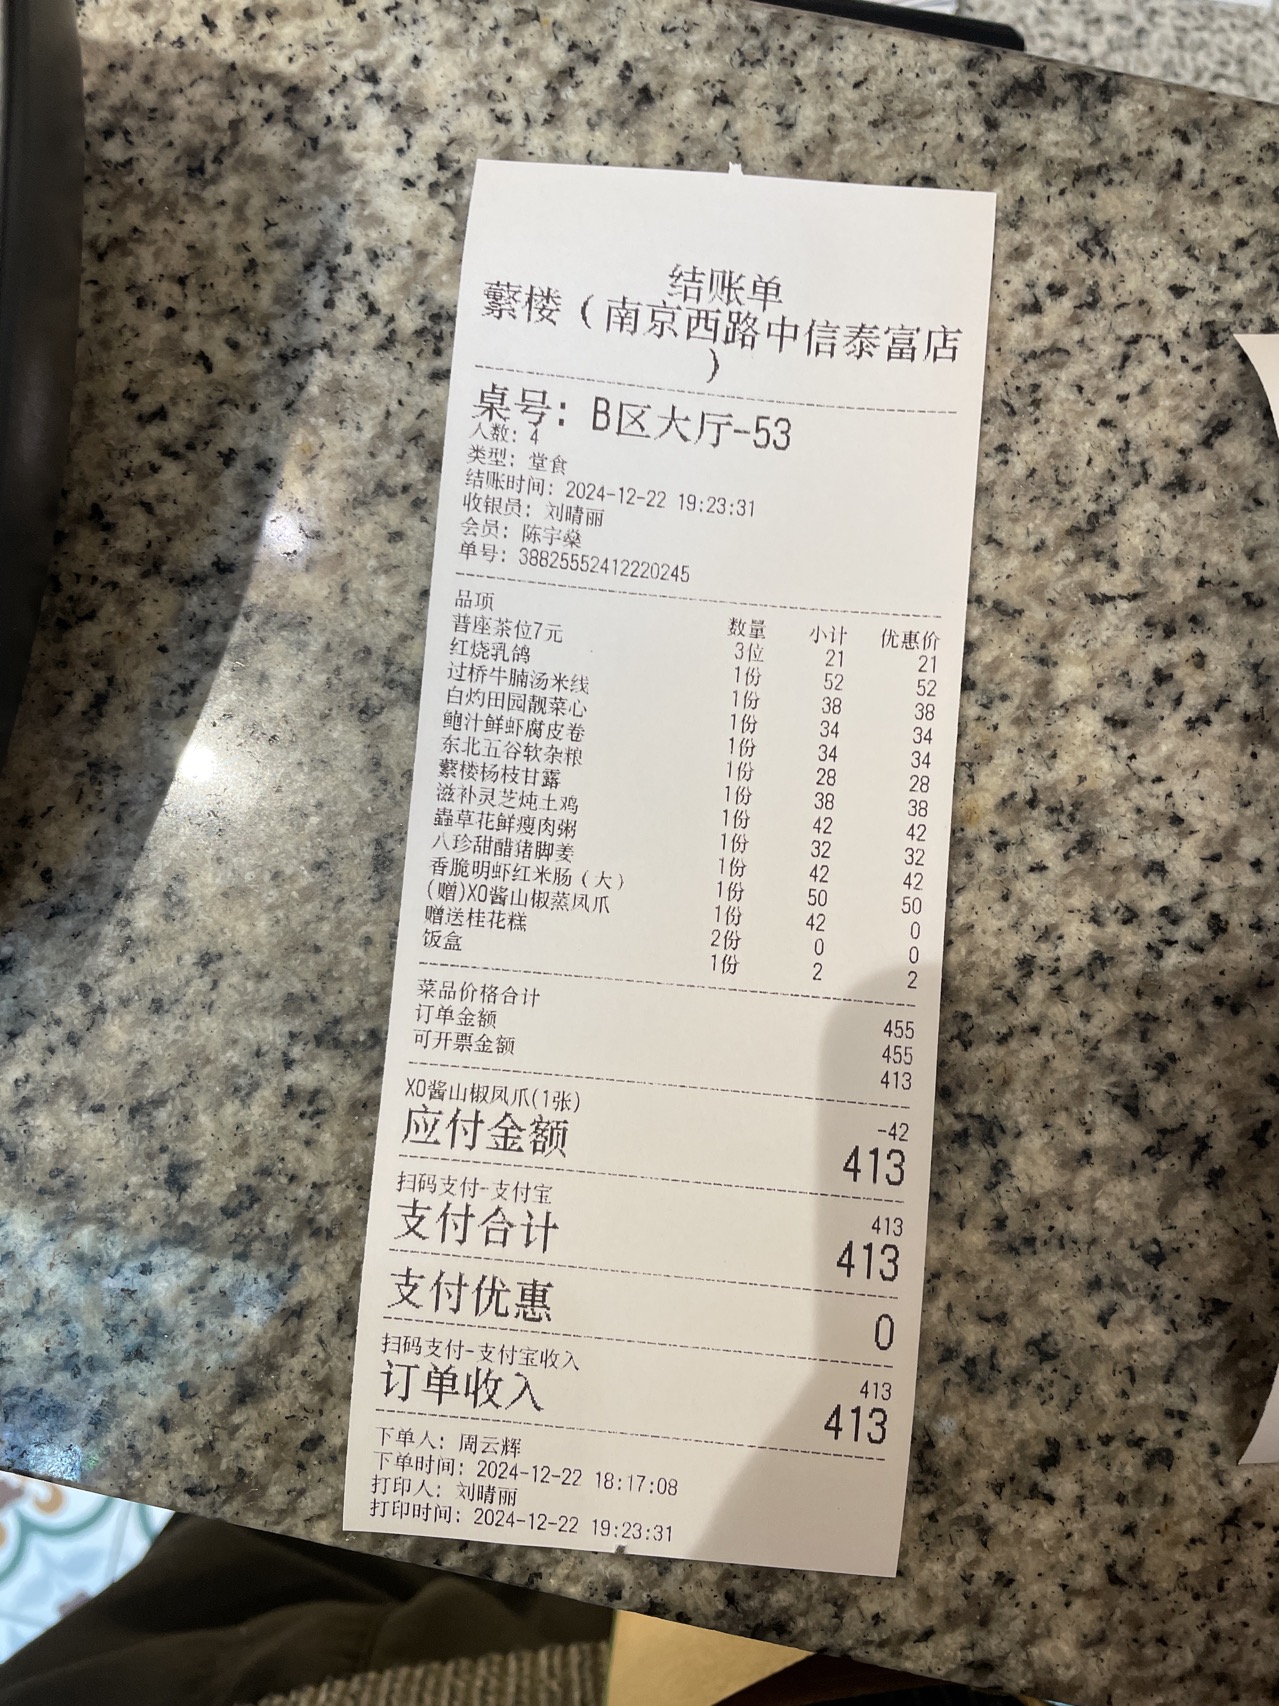 结账单
蘩楼（南京西路中信泰富店
）
桌号: B区大厅-53
人数: 4
类型: 堂食
结账时间: 2024-12-22 19:23:31
收银员: 刘晴丽
会员: 陈宇燊
单号: 38825552412220245
品项 数量 小计 优惠价
普座茶位7元 3位 21 21
红烧乳鸽 1份 52 52
过桥牛腩汤米线 1份 38 38
白灼田园靓菜心 1份 34 34
鲍汁鲜虾腐皮卷 1份 34 34
东北五谷软杂粮 1份 28 28
蘩楼杨枝甘露 1份 38 38
滋补灵芝炖土鸡 1份 42 42
蟲草花鲜瘦肉粥 1份 32 32
八珍甜醋猪脚姜 1份 42 42
香脆明虾红米肠（大） 1份 50 50
(赠)XO酱山椒蒸凤爪 1份 42 0
赠送桂花糕 2份 0 0
饭盒 1份 2 2
菜品价格合计 455
订单金额 455
可开票金额 413
XO酱山椒凤爪(1张) -42
应付金额 413
扫码支付-支付宝 413
支付合计 413
支付优惠 0
扫码支付-支付宝收入 413
订单收入 413
下单人: 周云辉
下单时间: 2024-12-22 18:17:08
打印人: 刘晴丽
打印时间: 2024-12-22 19:23:31